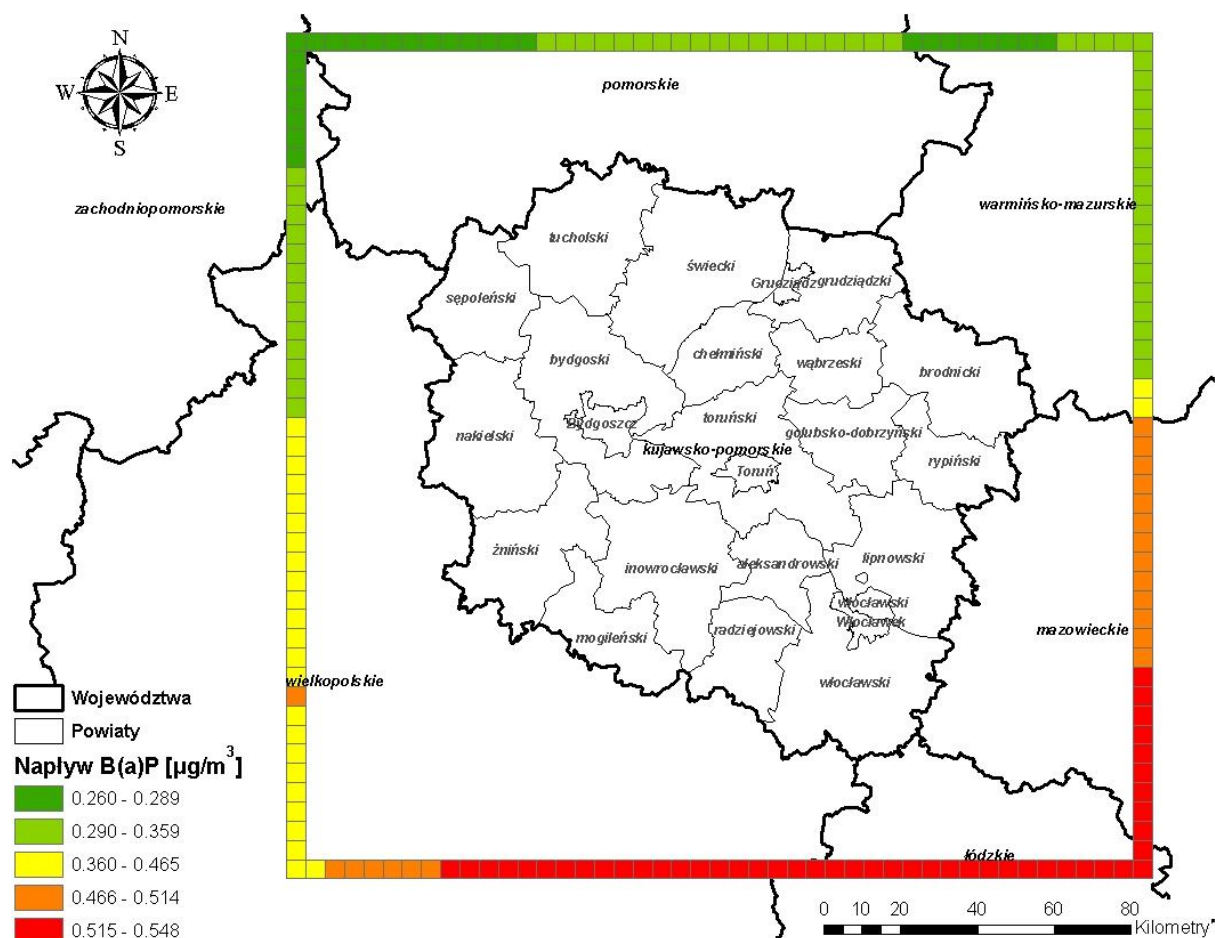 N
W E
S
pomorskie
zachodniopomorskie
warmińsko-mazurskie
tucholski
świecki
Grudziądz
grudziądzki
sępoleński
bydgoski
chełmiński
wąbrzeski
brodnicki
toruński
nakielski
Bydgoszcz
golubsko-dobrzyński
kujawsko-pomorskie
rypiński
Toruń
żniński
inowrocławski
aleksandrowski
lipnowski
włocławski
Włocławek
mogileński
radziejowski
mazowieckie
wielkopolskie
włocławski
łódzkie
Województwa
Powiaty
Napływ B(a)P [µg/m³]
0.260 - 0.289
0.290 - 0.359
0.360 - 0.465
0.466 - 0.514
0.515 - 0.548
0 10 20 40 60 80
Kilometry